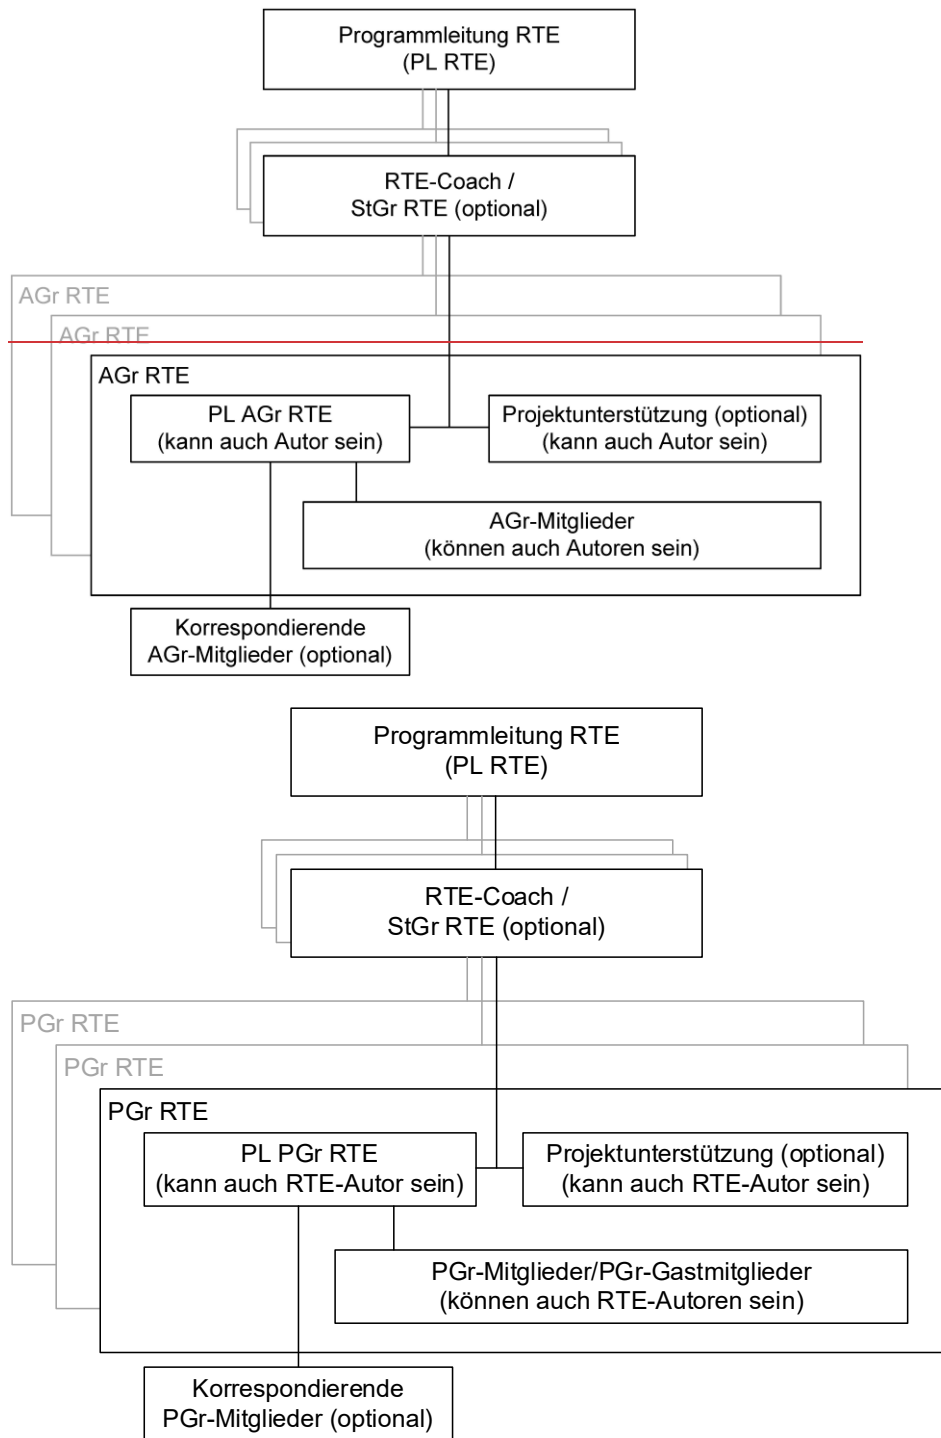 Programmleitung RTE
(PL RTE)
RTE-Coach /
StGr RTE (optional)
AGr RTE
AGr RTE
AGr RTE
PL AGr RTE
(kann auch Autor sein)
Projektunterstützung (optional)
(kann auch Autor sein)
AGr-Mitglieder
(können auch Autoren sein)
Korrespondierende
AGr-Mitglieder (optional)
Programmleitung RTE
(PL RTE)
RTE-Coach /
StGr RTE (optional)
PGr RTE
PGr RTE
PGr RTE
PL PGr RTE
(kann auch RTE-Autor sein)
Projektunterstützung (optional)
(kann auch RTE-Autor sein)
PGr-Mitglieder/PGr-Gastmitglieder
(können auch RTE-Autoren sein)
Korrespondierende
PGr-Mitglieder (optional)